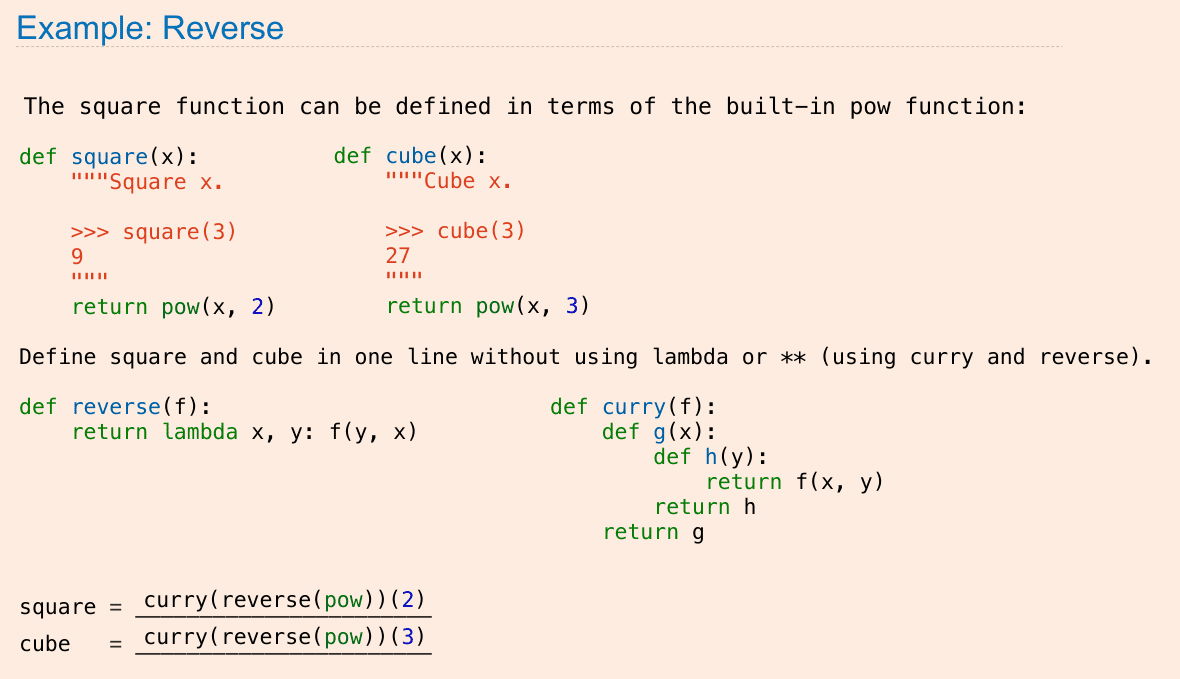 Example: Reverse
The square function can be defined in terms of the built-in pow function:
def square(x):
    """Square x.

    >>> square(3)
    9
    """
    return pow(x, 2)
def cube(x):
    """Cube x.

    >>> cube(3)
    27
    """
    return pow(x, 3)
Define square and cube in one line without using lambda or ** (using curry and reverse).
def reverse(f):
    return lambda x, y: f(y, x)
def curry(f):
    def g(x):
        def h(y):
            return f(x, y)
        return h
    return g
square = curry(reverse(pow))(2)
cube   = curry(reverse(pow))(3)